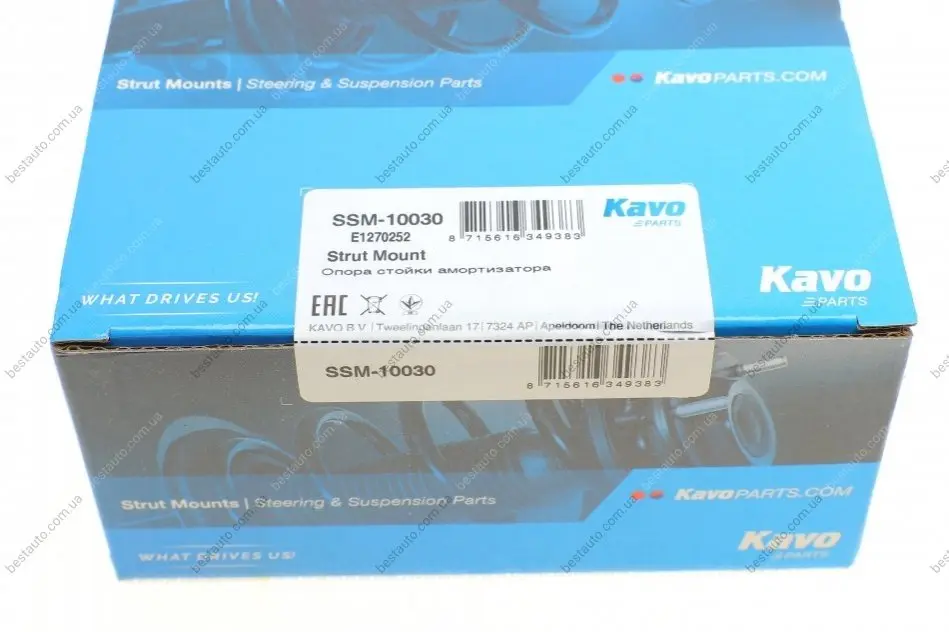 Strut Mounts | Steering & Suspension Parts
KavoPARTS.COM
SSM-10030
E1270252
8 715616 349383
Kavo
PARTS
Strut Mount
Опора стойки амортизатора
EAC
KAVO B.V. | Tweelingenlaan 17 | 7324 AP | Apeldoorn | The Netherlands
WHAT DRIVES US!
Kavo
PARTS
SSM-10030
8 715616 349383
Strut Mounts | Steering & Suspension Parts
KavoPARTS.COM
WHAT DRIVES US!
Kavo
PARTS
bestauto.com.ua